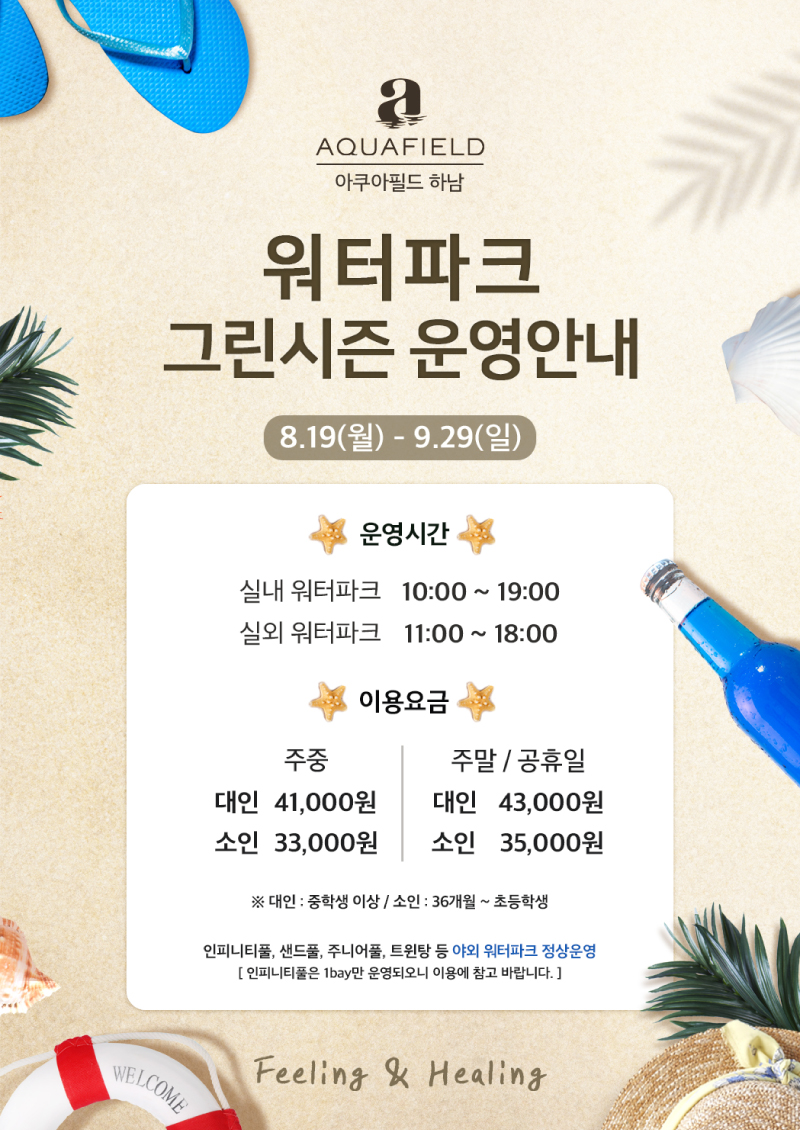 a
AQUAFIELD
아쿠아필드 하남
워터파크
그린시즌 운영안내
8.19(월) - 9.29(일)
운영시간
실내 워터파크 10:00 ~ 19:00
실외 워터파크 11:00 ~ 18:00
이용요금
주중
대인 41,000원
소인 33,000원
주말 / 공휴일
대인 43,000원
소인 35,000원
※ 대인 : 중학생 이상 / 소인 : 36개월 ~ 초등학생
인피니티풀, 샌드풀, 주니어풀, 트윈탕 등 야외 워터파크 정상운영
[ 인피니티풀은 1bay만 운영되오니 이용에 참고 바랍니다. ]
WELCOME
Feeling & Healing